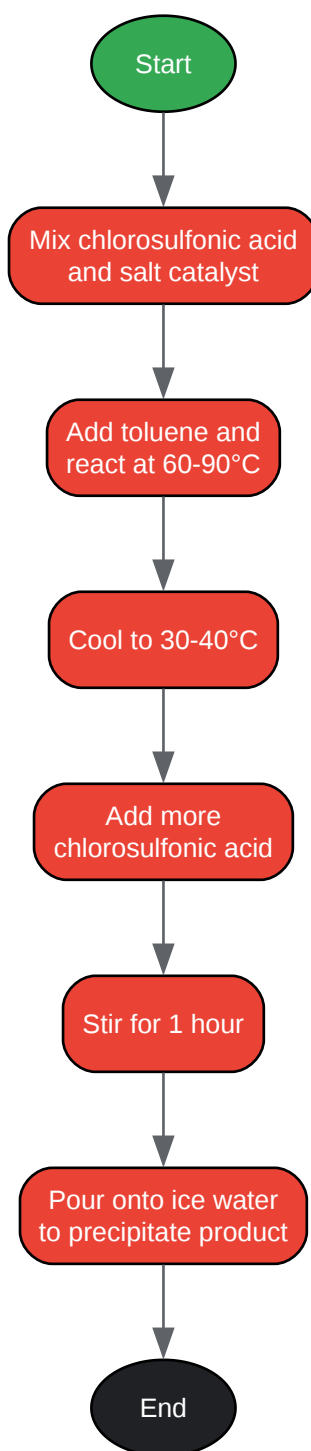 Start
Mix chlorosulfonic acid
and salt catalyst
Add toluene and
react at 60-90°C
Cool to 30-40°C
Add more
chlorosulfonic acid
Stir for 1 hour
Pour onto ice water
to precipitate product
End